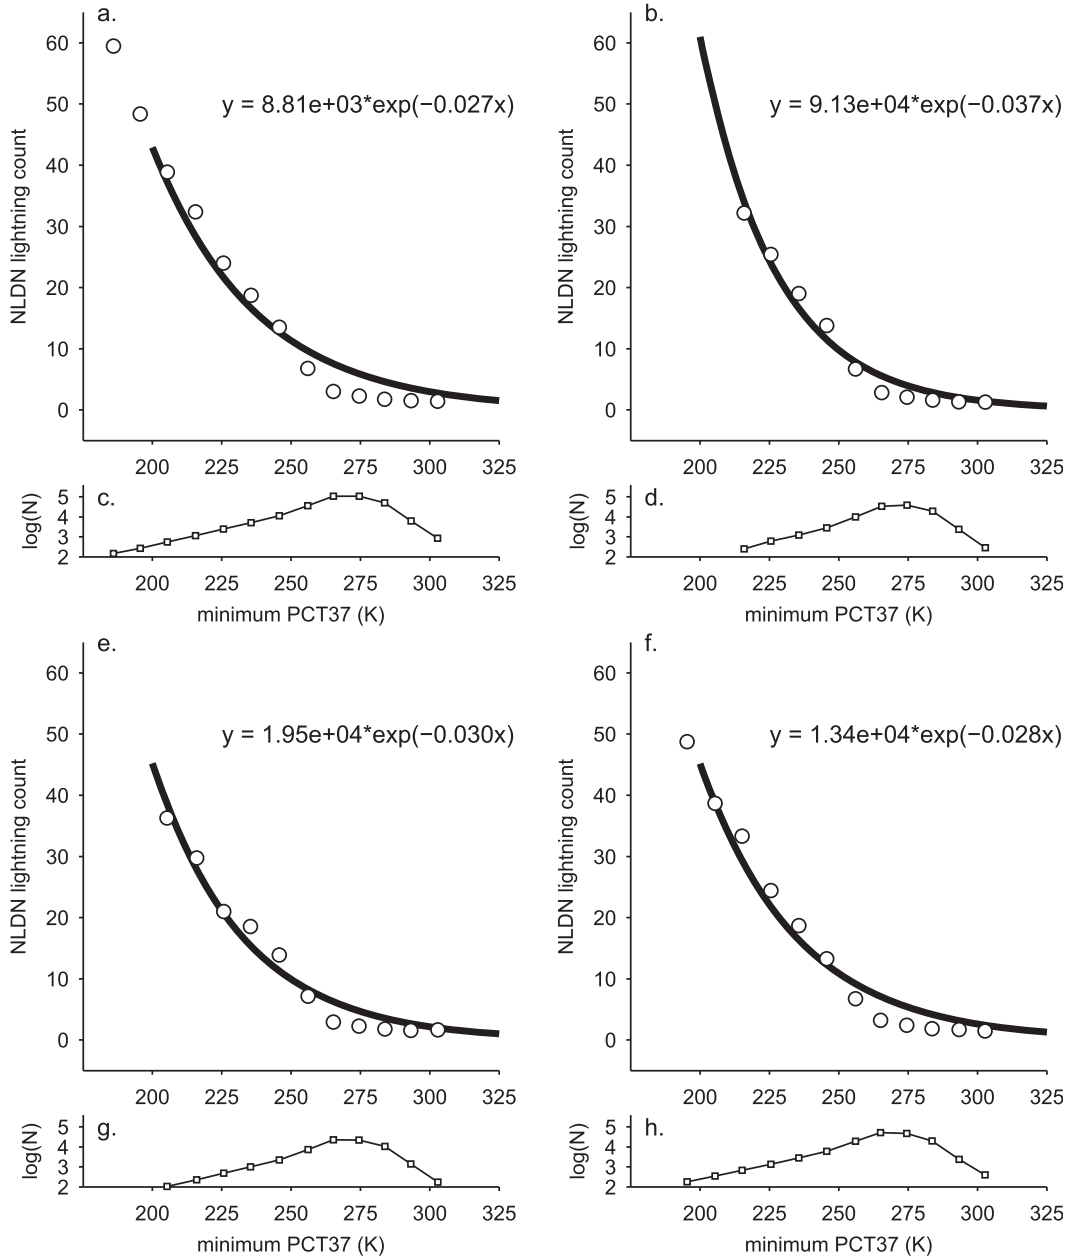 a.
y = 8.81e+03*exp(−0.027x)
NLDN lightning count
60
50
40
30
20
10
0
200 225 250 275 300 325
b.
y = 9.13e+04*exp(−0.037x)
NLDN lightning count
60
50
40
30
20
10
0
200 225 250 275 300 325
c.
log(N)
5
4
3
2
200 225 250 275 300 325
minimum PCT37 (K)
d.
log(N)
5
4
3
2
200 225 250 275 300 325
minimum PCT37 (K)
e.
y = 1.95e+04*exp(−0.030x)
NLDN lightning count
60
50
40
30
20
10
0
200 225 250 275 300 325
f.
y = 1.34e+04*exp(−0.028x)
NLDN lightning count
60
50
40
30
20
10
0
200 225 250 275 300 325
g.
log(N)
5
4
3
2
200 225 250 275 300 325
minimum PCT37 (K)
h.
log(N)
5
4
3
2
200 225 250 275 300 325
minimum PCT37 (K)